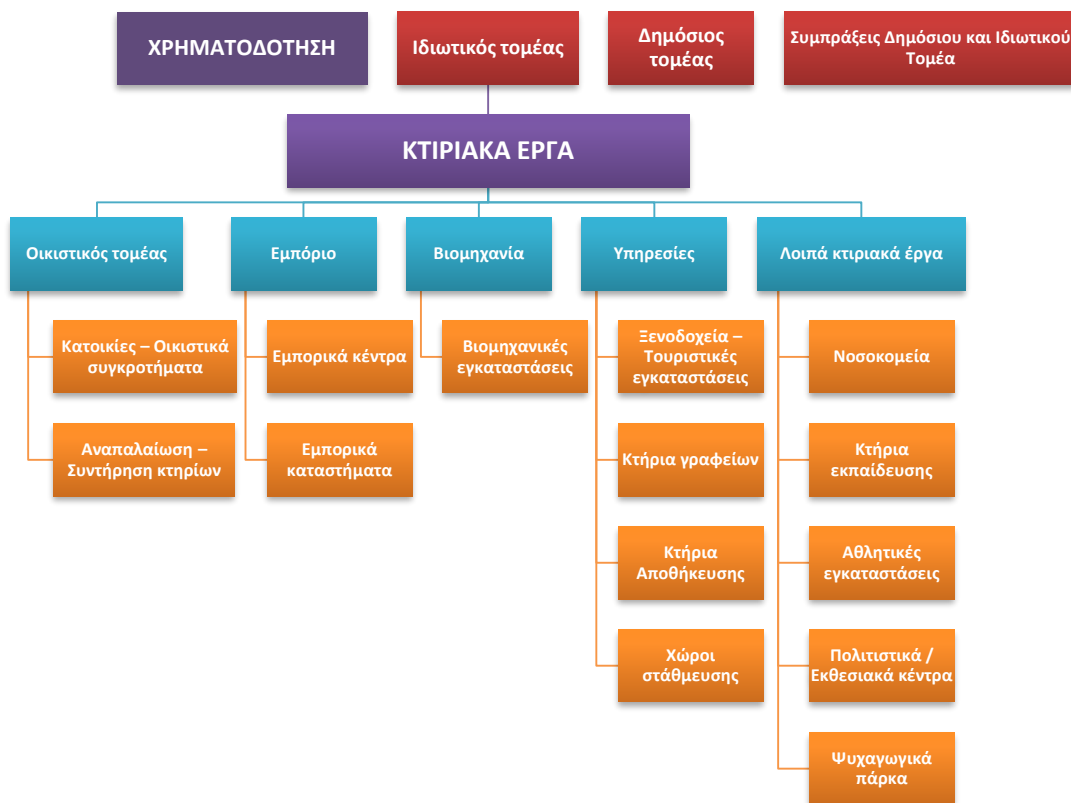 ΧΡΗΜΑΤΟΔΟΤΗΣΗ
Ιδιωτικός τομέας
Δημόσιος
τομέας
Συμπράξεις Δημόσιου και Ιδιωτικού
Τομέα
ΚΤΙΡΙΑΚΑ ΕΡΓΑ
Οικιστικός τομέας
Εμπόριο
Βιομηχανία
Υπηρεσίες
Λοιπά κτιριακά έργα
Κατοικίες – Οικιστικά
συγκροτήματα
Αναπαλαίωση –
Συντήρηση κτηρίων
Εμπορικά κέντρα
Εμπορικά
καταστήματα
Βιομηχανικές
εγκαταστάσεις
Ξενοδοχεία –
Τουριστικές
εγκαταστάσεις
Κτήρια γραφείων
Κτήρια
Αποθήκευσης
Χώροι
στάθμευσης
Νοσοκομεία
Κτήρια
εκπαίδευσης
Αθλητικές
εγκαταστάσεις
Πολιτιστικά /
Εκθεσιακά κέντρα
Ψυχαγωγικά
πάρκα